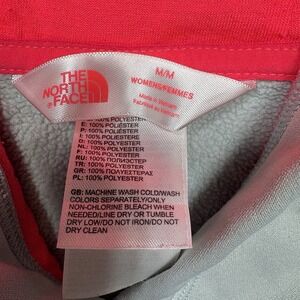 THE
NORTH
FACE
M/M
WOMENS/FEMMES
Made in Vietnam
Fabriqué au Vietnam
E: 100% POLIÉSTER
P: 100% POLIÉSTER
I: 100% POLIESTERE
D: 100% POLYESTER
NL: 100% POLYESTER
F: 100% POLYESTER
RU: 100% ПОЛИЭСТЕР
TR: 100% POLYESTER
GR: 100% ΠΟΛΥΕΣΤΕΡΑΣ
PL: 100% POLYESTER
GB: MACHINE WASH COLD/WASH
COLORS SEPARATELY/ONLY
NON-CHLORINE BLEACH WHEN
NEEDED/LINE DRY OR TUMBLE
DRY LOW/DO NOT IRON/DO NOT
DRY CLEAN